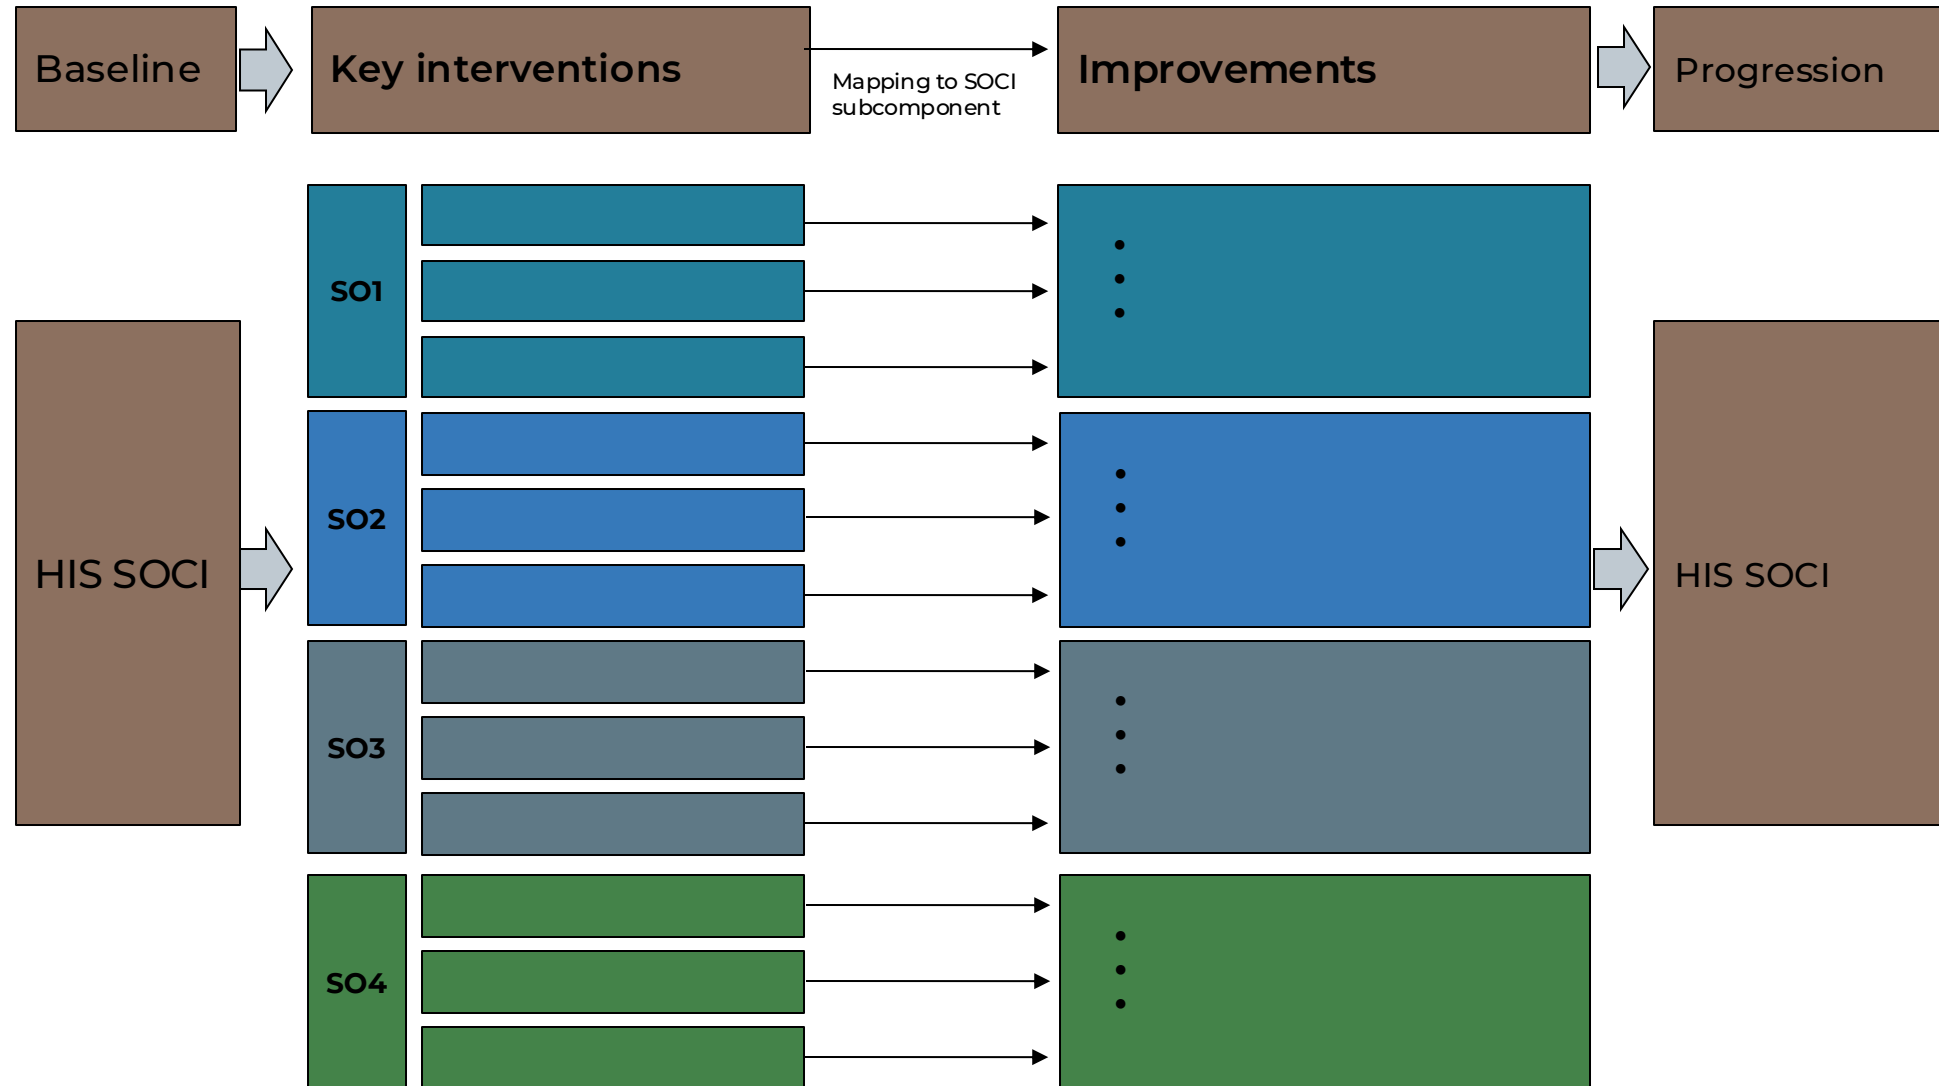 Baseline
Key interventions
Mapping to SOCI
subcomponent
Improvements
Progression
HIS SOCI
SO1
SO2
SO3
SO4
HIS SOCI